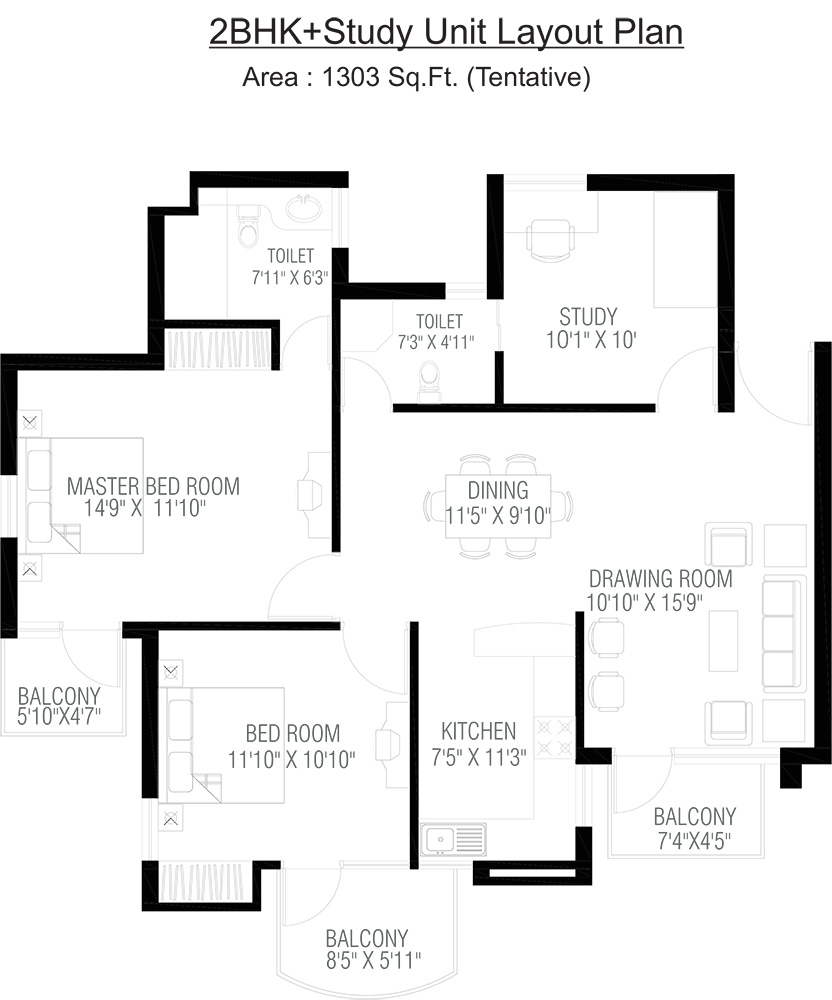 2BHK+Study Unit Layout Plan
Area : 1303 Sq.Ft. (Tentative)
TOILET
7'11" X 6'3"
TOILET
7'3" X 4'11"
STUDY
10'1" X 10'
MASTER BED ROOM
14'9" X 11'10"
DINING
11'5" X 9'10"
DRAWING ROOM
10'10" X 15'9"
BALCONY
5'10"X4'7"
BED ROOM
11'10" X 10'10"
KITCHEN
7'5" X 11'3"
BALCONY
7'4"X4'5"
BALCONY
8'5" X 5'11"